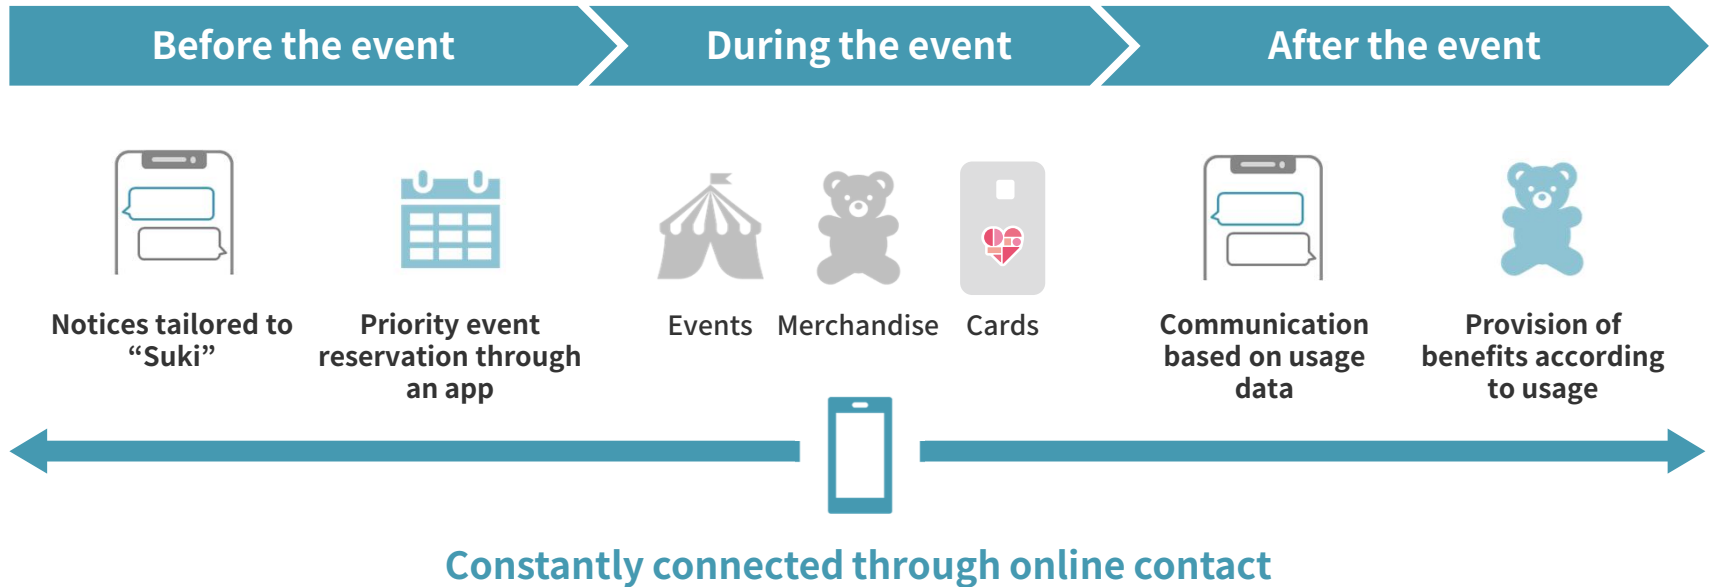 Before the event
During the event
After the event
Notices tailored to
“Suki”
Priority event
reservation through
an app
Events
Merchandise
Cards
Communication
based on usage
data
Provision of
benefits according
to usage
Constantly connected through online contact